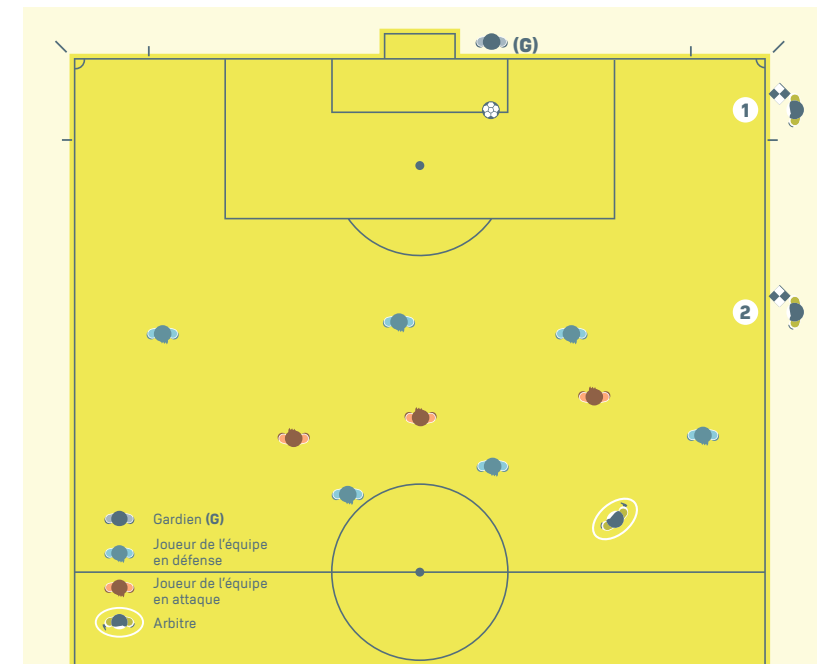 (G)
1
2
Gardien (G)
Joueur de l'équipe
en défense
Joueur de l'équipe
en attaque
Arbitre